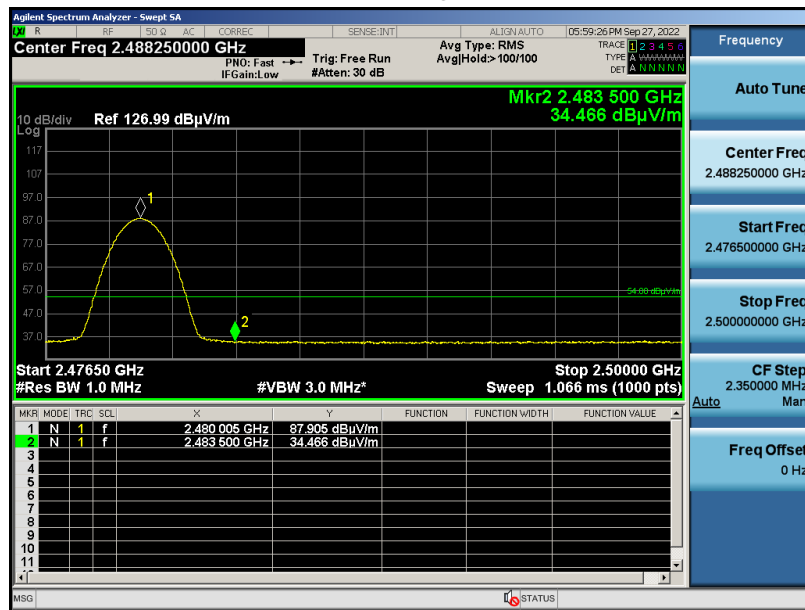 Agilent Spectrum Analyzer - Swept SA
LXI R RF 50 Ω AC CORREC SENSE:INT ALIGNAUTO 05:59:26 PM Sep 27, 2022
Center Freq 2.488250000 GHz
PNO: Fast
IFGain:Low
Trig: Free Run
#Atten: 30 dB
Avg Type: RMS
Avg|Hold:>100/100
TRACE 1 2 3 4 5 6
TYPE A WWWWW
DET A N N N N N
Mkr2 2.483 500 GHz
34.466 dBµV/m
10 dB/div Ref 126.99 dBµV/m
Log
117
107
97.0
87.0
77.0
67.0
57.0
47.0
37.0
1
2
54.00 dBµV/m
Start 2.47650 GHz Stop 2.50000 GHz
#Res BW 1.0 MHz #VBW 3.0 MHz* Sweep 1.066 ms (1000 pts)
MKR MODE TRC SCL X Y FUNCTION FUNCTION WIDTH FUNCTION VALUE
1 N 1 f 2.480 005 GHz 87.905 dBµV/m
2 N 1 f 2.483 500 GHz 34.466 dBµV/m
3
4
5
6
7
8
9
10
11
MSG STATUS
Frequency
Auto Tune
Center Freq
2.488250000 GHz
Start Freq
2.476500000 GHz
Stop Freq
2.500000000 GHz
CF Step
2.350000 MHz
Auto Man
Freq Offset
0 Hz